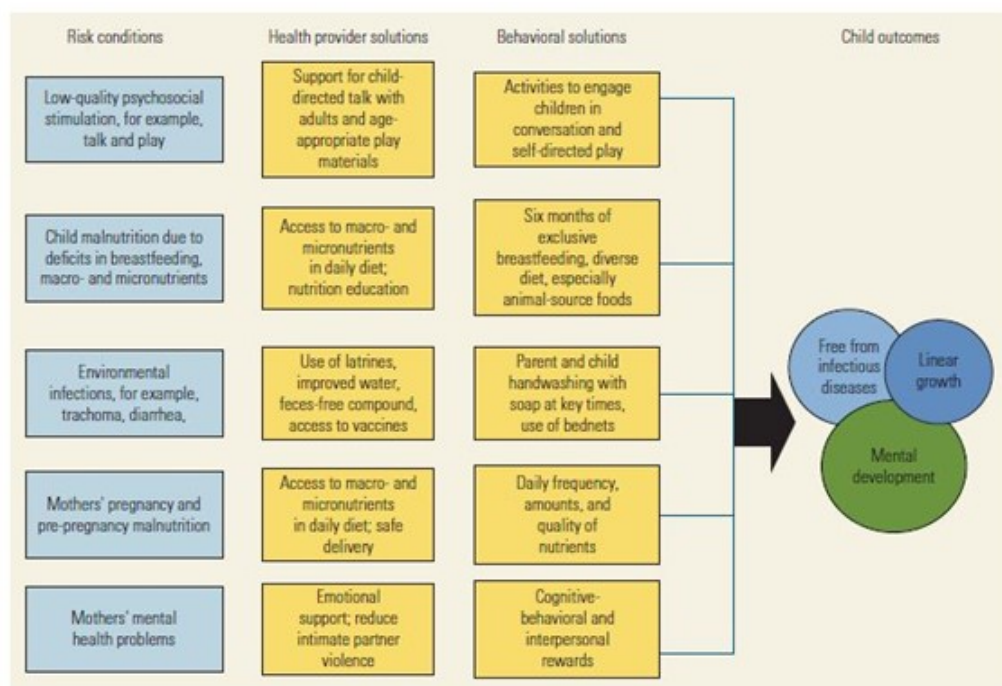 Risk conditions
Health provider solutions
Behavioral solutions
Child outcomes
Low-quality psychosocial
stimulation, for example,
talk and play
Support for child-
directed talk with
adults and age-
appropriate play
materials
Activities to engage
children in
conversation and
self-directed play
Child malnutrition due to
deficits in breastfeeding,
macro- and micronutrients
Access to macro- and
micronutrients
in daily diet;
nutrition education
Six months of
exclusive
breastfeeding, diverse
diet, especially
animal-source foods
Environmental
infections, for example,
trachoma, diarrhea,
Use of latrines,
improved water,
feces-free compound,
access to vaccines
Parent and child
handwashing with
soap at key times,
use of bednets
Mothers' pregnancy and
pre-pregnancy malnutrition
Access to macro- and
micronutrients
in daily diet; safe
delivery
Daily frequency,
amounts, and
quality of
nutrients
Mothers' mental
health problems
Emotional
support; reduce
intimate partner
violence
Cognitive-
behavioral and
interpersonal
rewards
Free from
infectious
diseases
Linear
growth
Mental
development